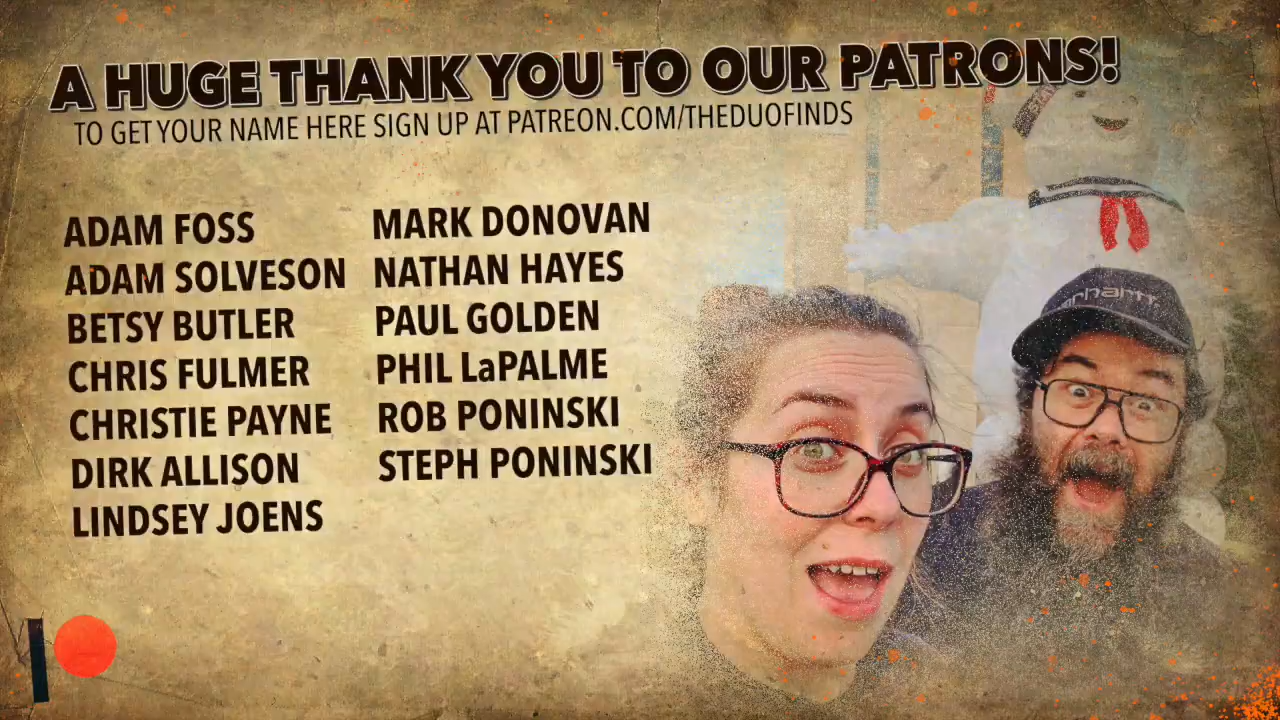 A HUGE THANK YOU TO OUR PATRONS!
TO GET YOUR NAME HERE SIGN UP AT PATREON.COM/THEDUOFINDS
ADAM FOSS
ADAM SOLVESON
BETSY BUTLER
CHRIS FULMER
CHRISTIE PAYNE
DIRK ALLISON
LINDSEY JOENS
MARK DONOVAN
NATHAN HAYES
PAUL GOLDEN
PHIL LaPALME
ROB PONINSKI
STEPH PONINSKI
carhartt